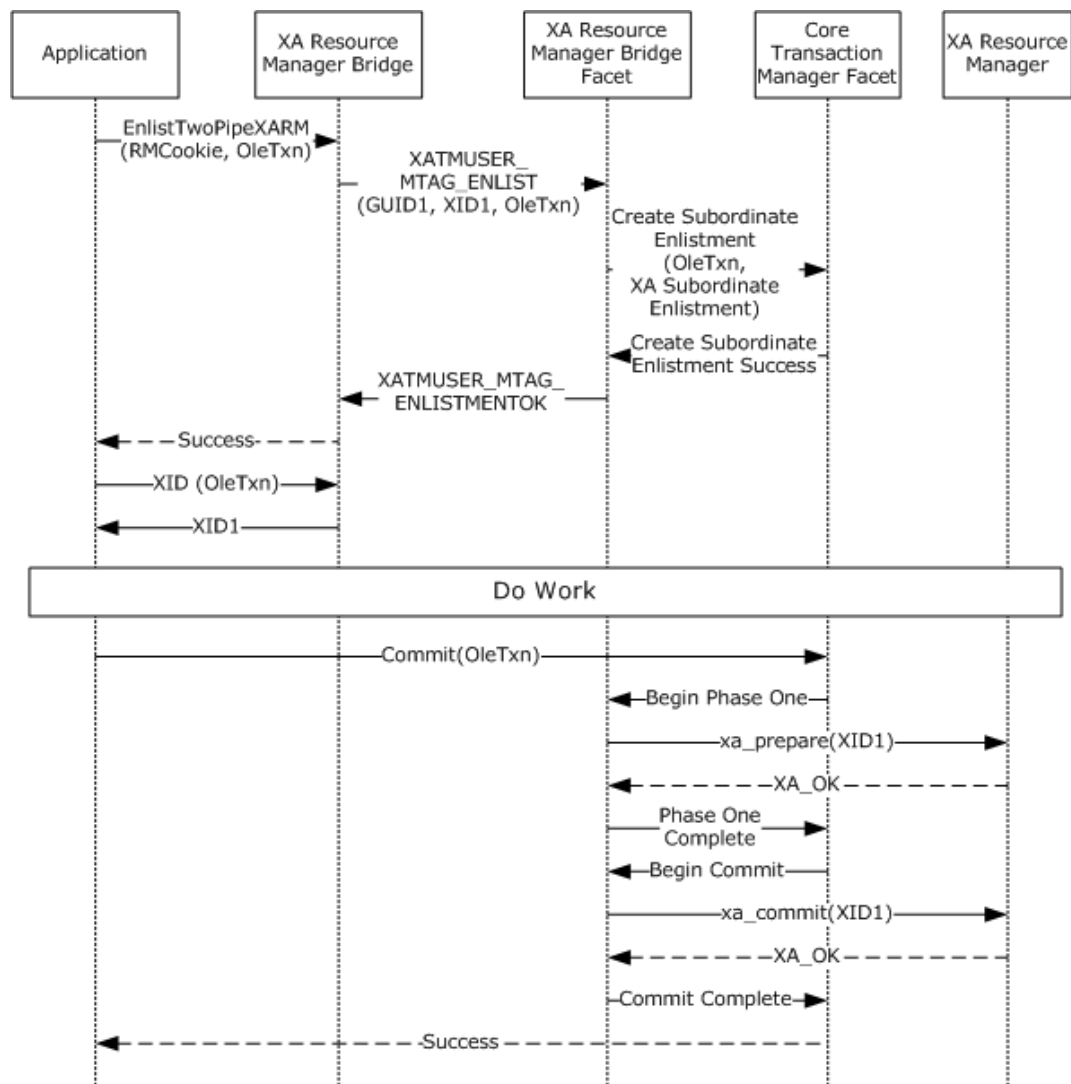 Application
XA Resource
Manager Bridge
XA Resource
Manager Bridge
Facet
Core
Transaction
Manager Facet
XA Resource
Manager
EnlistTwoPipeXARM
(RMCookie, OleTxn)
XATMUSER_
MTAG_ENLIST
(GUID1, XID1, OleTxn)
Create Subordinate
Enlistment
(OleTxn,
XA Subordinate
Enlistment)
Create Subordinate
Enlistment Success
XATMUSER_MTAG_
ENLISTMENTOK
Success
XID (OleTxn)
XID1
Do Work
Commit(OleTxn)
Begin Phase One
xa_prepare(XID1)
XA_OK
Phase One
Complete
Begin Commit
xa_commit(XID1)
XA_OK
Commit Complete
Success